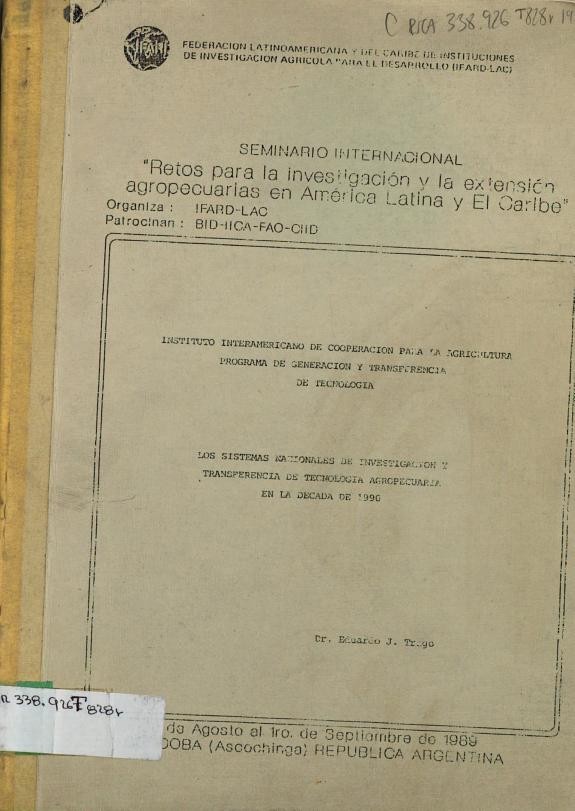 C RICA 338.926 T828r 19
IFARD
FEDERACION LATINOAMERICANA Y DEL CARIBE DE INSTITUCIONES
DE INVESTIGACION AGRICOLA PARA EL DESARROLLO (IFARD-LAC)
SEMINARIO INTERNACIONAL
"Retos para la investigación y la extensión
agropecuarias en América Latina y El Caribe"
Organiza : IFARD-LAC
Patrocinan : BID-IICA-FAO-CIID
INSTITUTO INTERAMERICANO DE COOPERACION PARA LA AGRICULTURA
PROGRAMA DE GENERACION Y TRANSFERENCIA
DE TECNOLOGIA
LOS SISTEMAS NACIONALES DE INVESTIGACION Y
TRANSFERENCIA DE TECNOLOGIA AGROPECUARIA
EN LA DECADA DE 1990
Dr. Eduardo J. Trigo
338.926 T828r
de Agosto al 1ro. de Septiembre de 1989
DOBA (Ascochinga) REPUBLICA ARGENTINA